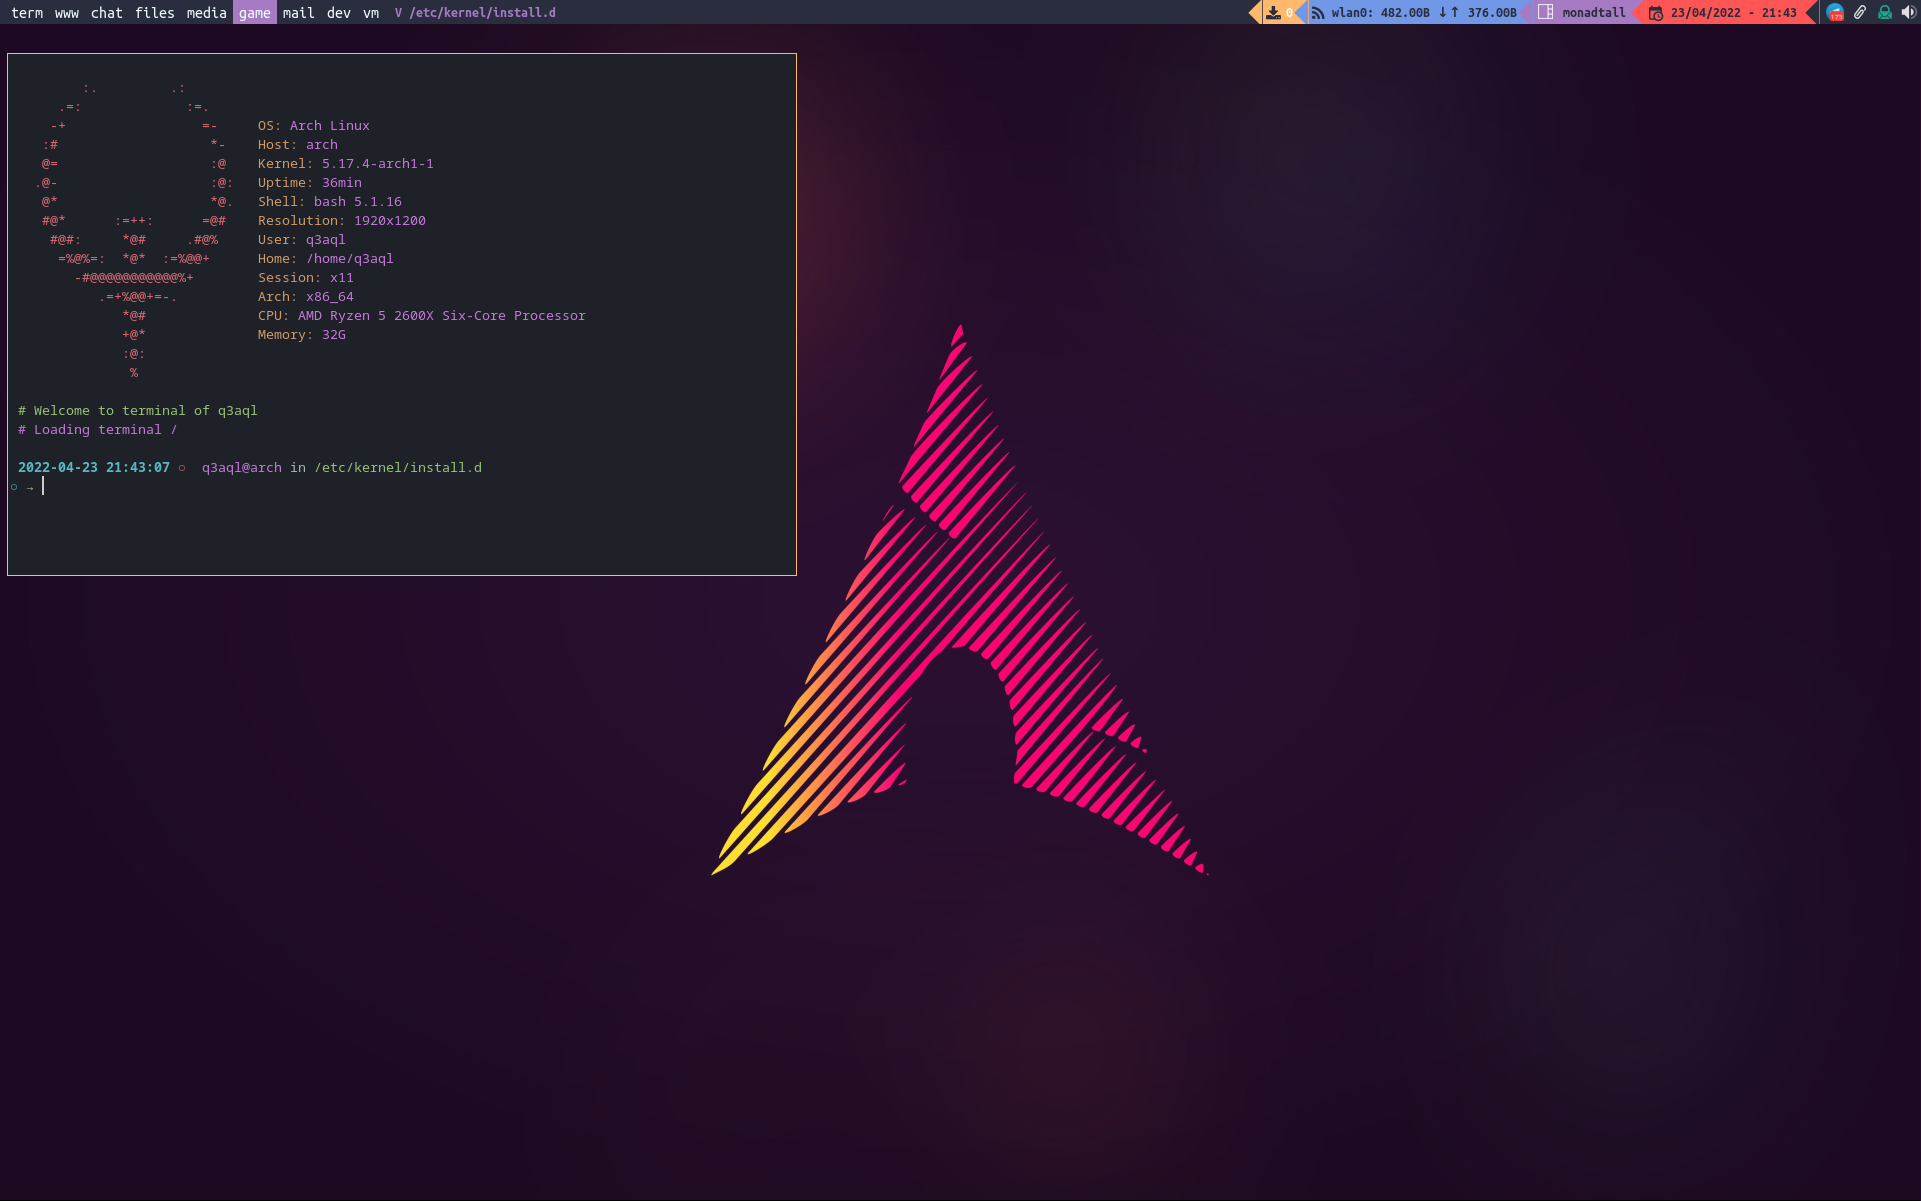 term www chat files media game mail dev vm V /etc/kernel/install.d 0 wlan0: 482.00B ↓↑ 376.00B monadtall 23/04/2022 - 21:43 173
:. .:
.=: :=.
-+ =- OS: Arch Linux
:# *- Host: arch
@= :@ Kernel: 5.17.4-arch1-1
.@- :@: Uptime: 36min
@* *@. Shell: bash 5.1.16
#@* :=++: =@# Resolution: 1920x1200
#@#: *@# .#@% User: q3aql
=%@%=: *@* :=%@@+ Home: /home/q3aql
-#@@@@@@@@@@@%+ Session: x11
.=+%@@+=-. Arch: x86_64
*@# CPU: AMD Ryzen 5 2600X Six-Core Processor
+@* Memory: 32G
:@:
%
# Welcome to terminal of q3aql
# Loading terminal /
2022-04-23 21:43:07 ○ q3aql@arch in /etc/kernel/install.d
○ →